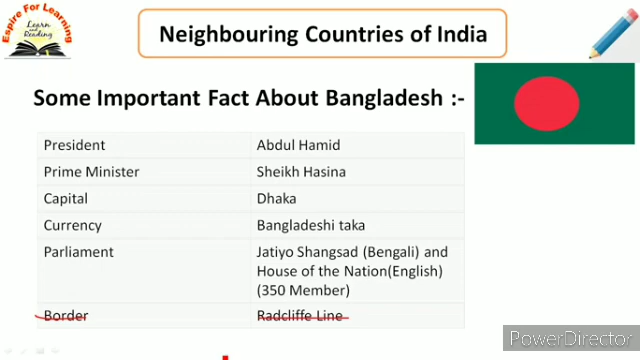 Espire For Learning
Learn
and
Reading
Neighbouring Countries of India
Some Important Fact About Bangladesh :-
President Abdul Hamid
Prime Minister Sheikh Hasina
Capital Dhaka
Currency Bangladeshi taka
Parliament Jatiyo Shangsad (Bengali) and
House of the Nation(English)
(350 Member)
Border Radcliffe Line
PowerDirector